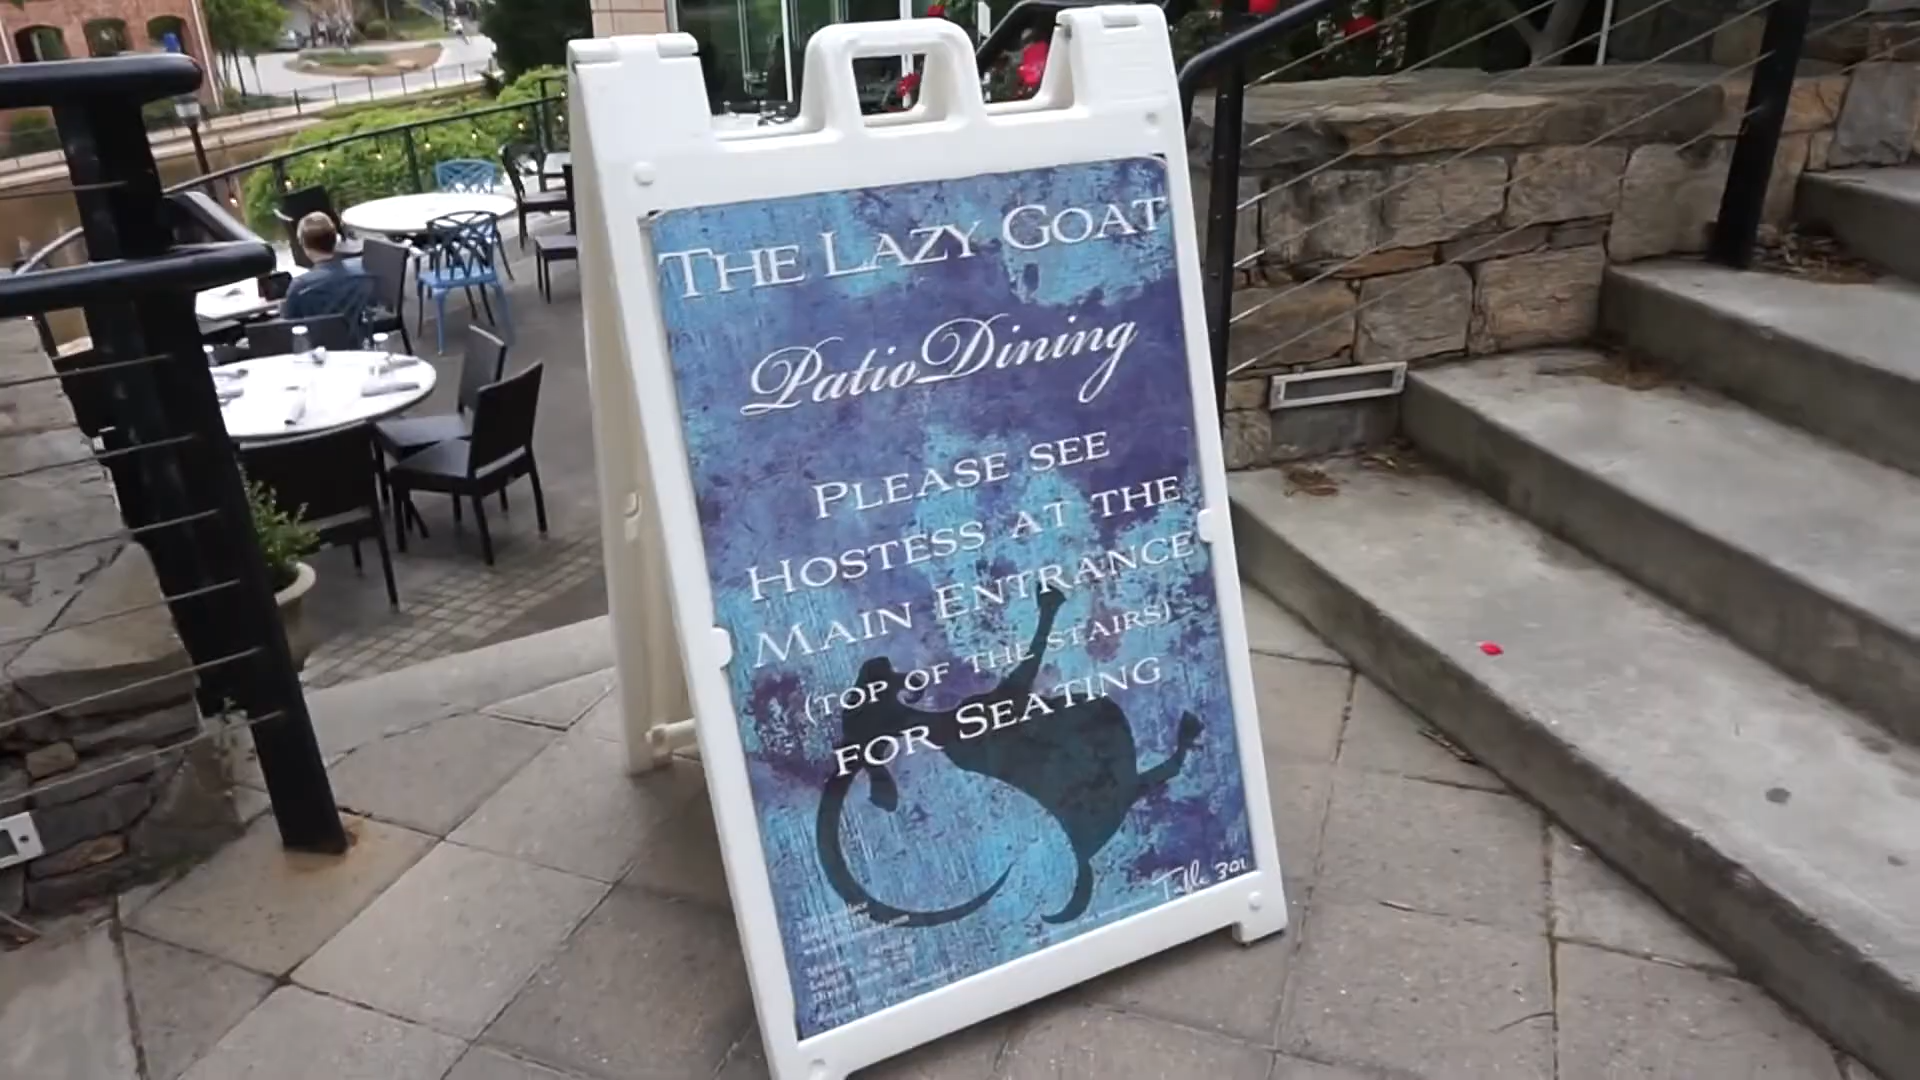 THE LAZY GOAT
Patio Dining
PLEASE SEE
HOSTESS AT THE
MAIN ENTRANCE
(TOP OF THE STAIRS)
FOR SEATING
Table 301